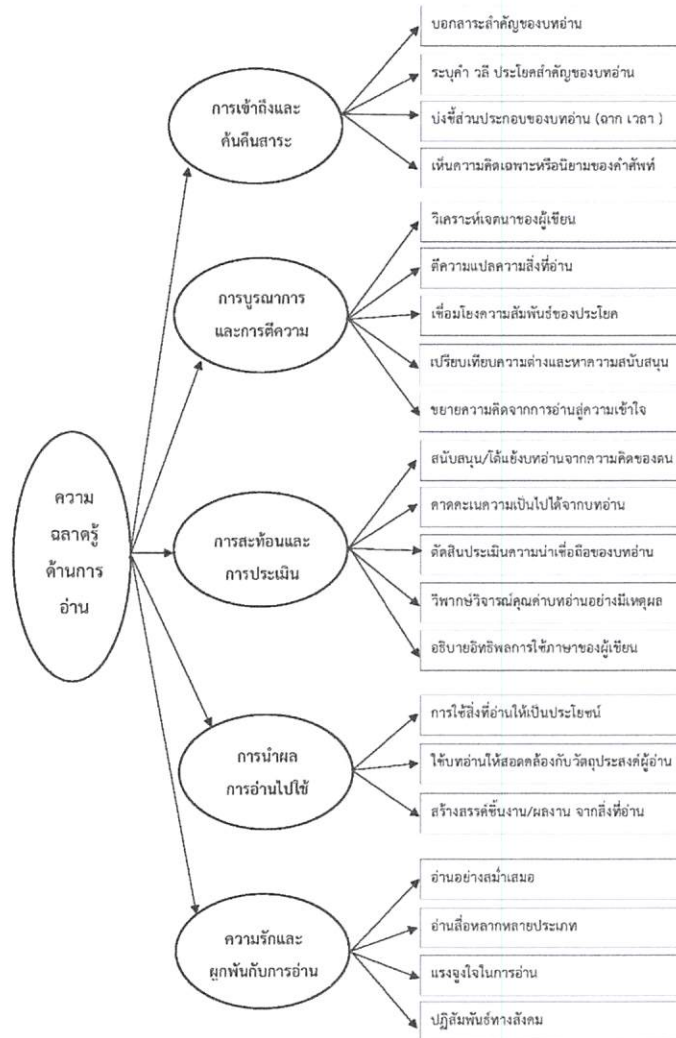 ความ
ฉลาดรู้
ด้านการ
อ่าน
การเข้าถึงและ
ค้นคืนสาระ
บอกสาระสำคัญของบทอ่าน
ระบุคำ วลี ประโยคสำคัญของบทอ่าน
บ่งชี้ส่วนประกอบของบทอ่าน (ฉาก เวลา )
เห็นความคิดเฉพาะหรือนิยามของคำศัพท์
การบูรณาการ
และการตีความ
วิเคราะห์เจตนาของผู้เขียน
ตีความแปลความสิ่งที่อ่าน
เชื่อมโยงความสัมพันธ์ของประโยค
เปรียบเทียบความต่างและหาความสนับสนุน
ขยายความคิดจากการอ่านสู่ความเข้าใจ
การสะท้อนและ
การประเมิน
สนับสนุน/โต้แย้งบทอ่านจากความคิดของตน
คาดคะเนความเป็นไปได้จากบทอ่าน
ตัดสินประเมินความน่าเชื่อถือของบทอ่าน
วิพากษ์วิจารณ์คุณค่าบทอ่านอย่างมีเหตุผล
อธิบายอิทธิพลการใช้ภาษาของผู้เขียน
การนำผล
การอ่านไปใช้
การใช้สิ่งที่อ่านให้เป็นประโยชน์
ใช้บทอ่านให้สอดคล้องกับวัตถุประสงค์ผู้อ่าน
สร้างสรรค์ชิ้นงาน/ผลงาน จากสิ่งที่อ่าน
ความรักและ
ผูกพันกับการอ่าน
อ่านอย่างสม่ำเสมอ
อ่านสื่อหลากหลายประเภท
แรงจูงใจในการอ่าน
ปฏิสัมพันธ์ทางสังคม